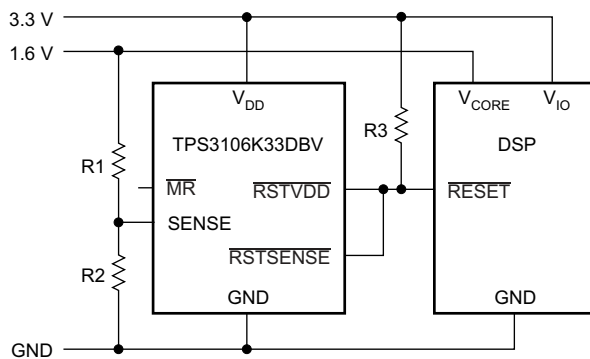 3.3 V
1.6 V
V_DD
V_CORE
V_IO
R3
TPS3106K33DBV
DSP
R1
MR
RSTVDD
RESET
SENSE
RSTSENSE
R2
GND
GND
GND